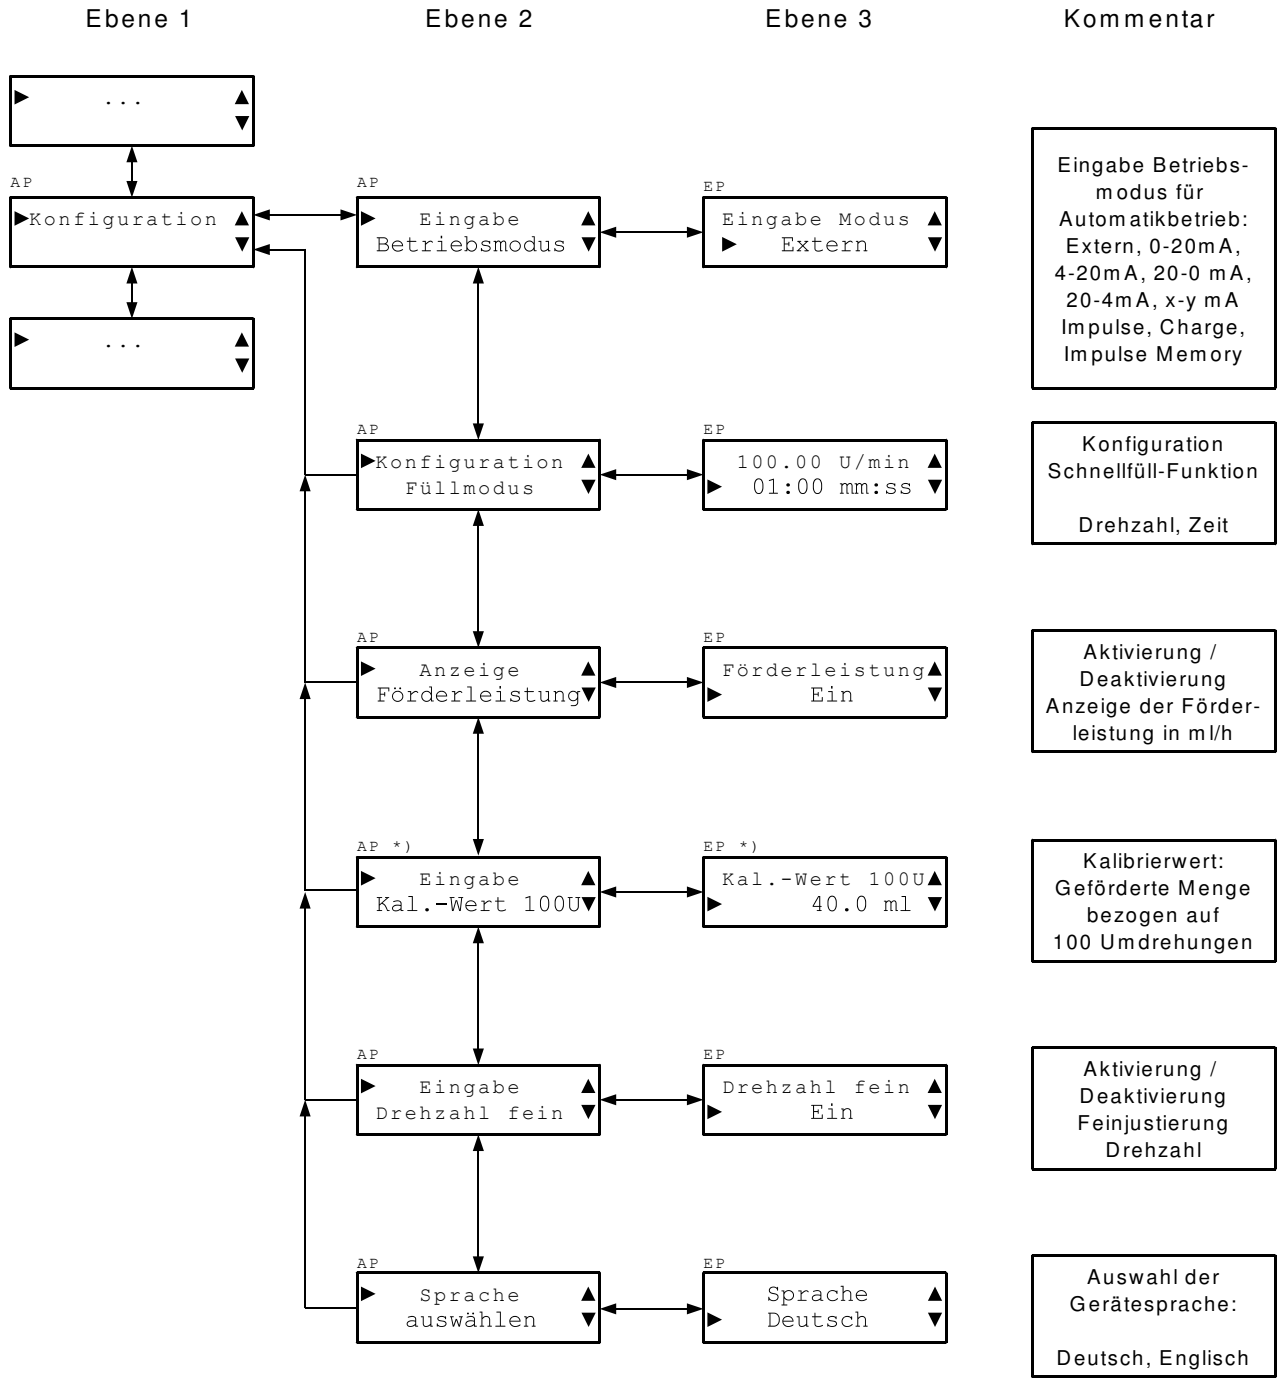 Ebene 1
Ebene 2
Ebene 3
Kommentar
...
AP
Konfiguration
...
AP
Eingabe
Betriebsmodus
EP
Eingabe Modus
Extern
Eingabe Betriebs-
modus für
Automatikbetrieb:
Extern, 0-20mA,
4-20mA, 20-0 mA,
20-4mA, x-y mA
Impulse, Charge,
Impulse Memory
AP
Konfiguration
Füllmodus
EP
100.00 U/min
01:00 mm:ss
Konfiguration
Schnellfüll-Funktion
Drehzahl, Zeit
AP
Anzeige
Förderleistung
EP
Förderleistung
Ein
Aktivierung /
Deaktivierung
Anzeige der Förder-
leistung in ml/h
AP *)
Eingabe
Kal.-Wert 100U
EP *)
Kal.-Wert 100U
40.0 ml
Kalibrierwert:
Geförderte Menge
bezogen auf
100 Umdrehungen
AP
Eingabe
Drehzahl fein
EP
Drehzahl fein
Ein
Aktivierung /
Deaktivierung
Feinjustierung
Drehzahl
AP
Sprache
auswählen
EP
Sprache
Deutsch
Auswahl der
Gerätesprache:
Deutsch, Englisch